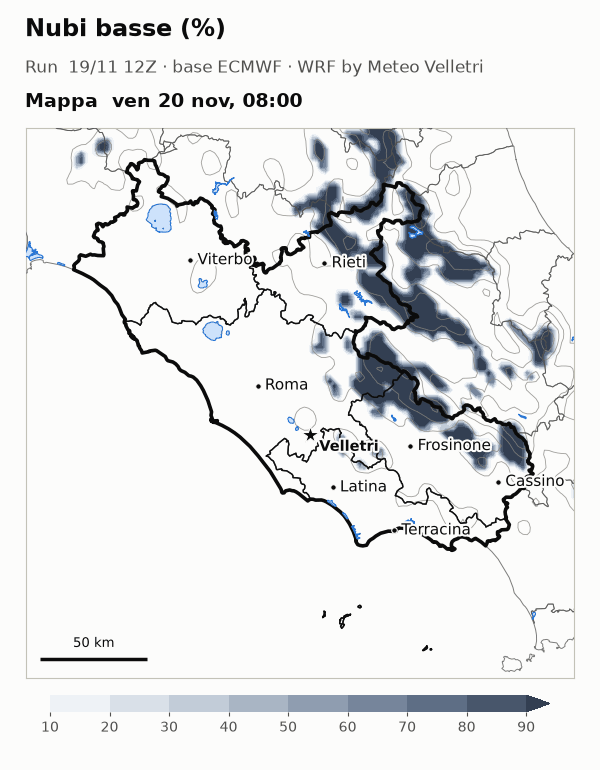 Nubi basse (%)
Run  19/11 12Z · base ECMWF · WRF by Meteo Velletri
Mappa  ven 20 nov, 08:00
Viterbo
Rieti
Roma
Velletri
Frosinone
Latina
Cassino
Terracina
50 km
10 20 30 40 50 60 70 80 90